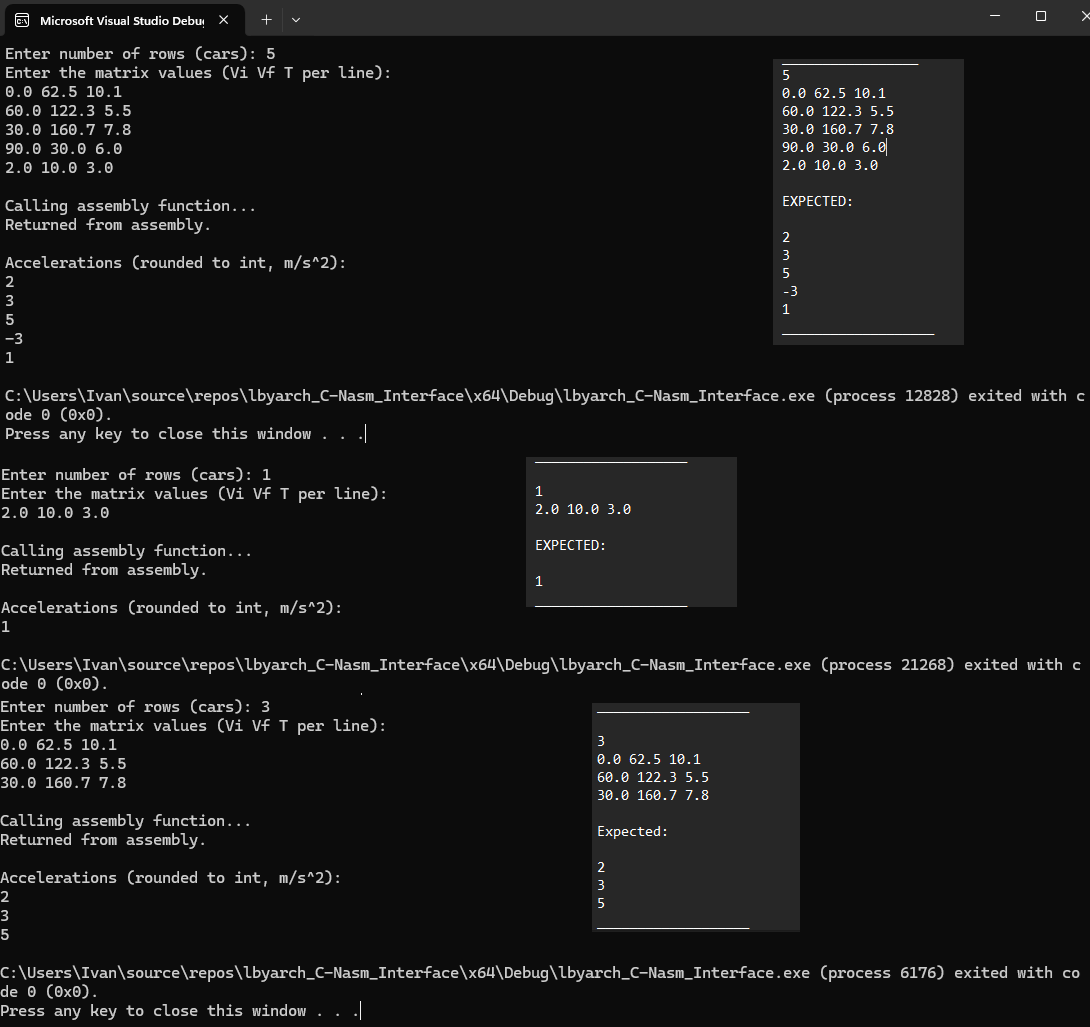 Microsoft Visual Studio Debu
Enter number of rows (cars): 5
Enter the matrix values (Vi Vf T per line):
0.0 62.5 10.1
60.0 122.3 5.5
30.0 160.7 7.8
90.0 30.0 6.0
2.0 10.0 3.0
Calling assembly function...
Returned from assembly.
Accelerations (rounded to int, m/s^2):
2
3
5
-3
1
C:\Users\Ivan\source\repos\lbyarch_C-Nasm_Interface\x64\Debug\lbyarch_C-Nasm_Interface.exe (process 12828) exited with c
ode 0 (0x0).
Press any key to close this window . . .
5
0.0 62.5 10.1
60.0 122.3 5.5
30.0 160.7 7.8
90.0 30.0 6.0
2.0 10.0 3.0
EXPECTED:
2
3
5
-3
1
Enter number of rows (cars): 1
Enter the matrix values (Vi Vf T per line):
2.0 10.0 3.0
Calling assembly function...
Returned from assembly.
Accelerations (rounded to int, m/s^2):
1
C:\Users\Ivan\source\repos\lbyarch_C-Nasm_Interface\x64\Debug\lbyarch_C-Nasm_Interface.exe (process 21268) exited with c
ode 0 (0x0).
1
2.0 10.0 3.0
EXPECTED:
1
Enter number of rows (cars): 3
Enter the matrix values (Vi Vf T per line):
0.0 62.5 10.1
60.0 122.3 5.5
30.0 160.7 7.8
Calling assembly function...
Returned from assembly.
Accelerations (rounded to int, m/s^2):
2
3
5
C:\Users\Ivan\source\repos\lbyarch_C-Nasm_Interface\x64\Debug\lbyarch_C-Nasm_Interface.exe (process 6176) exited with co
de 0 (0x0).
Press any key to close this window . . .
3
0.0 62.5 10.1
60.0 122.3 5.5
30.0 160.7 7.8
Expected:
2
3
5